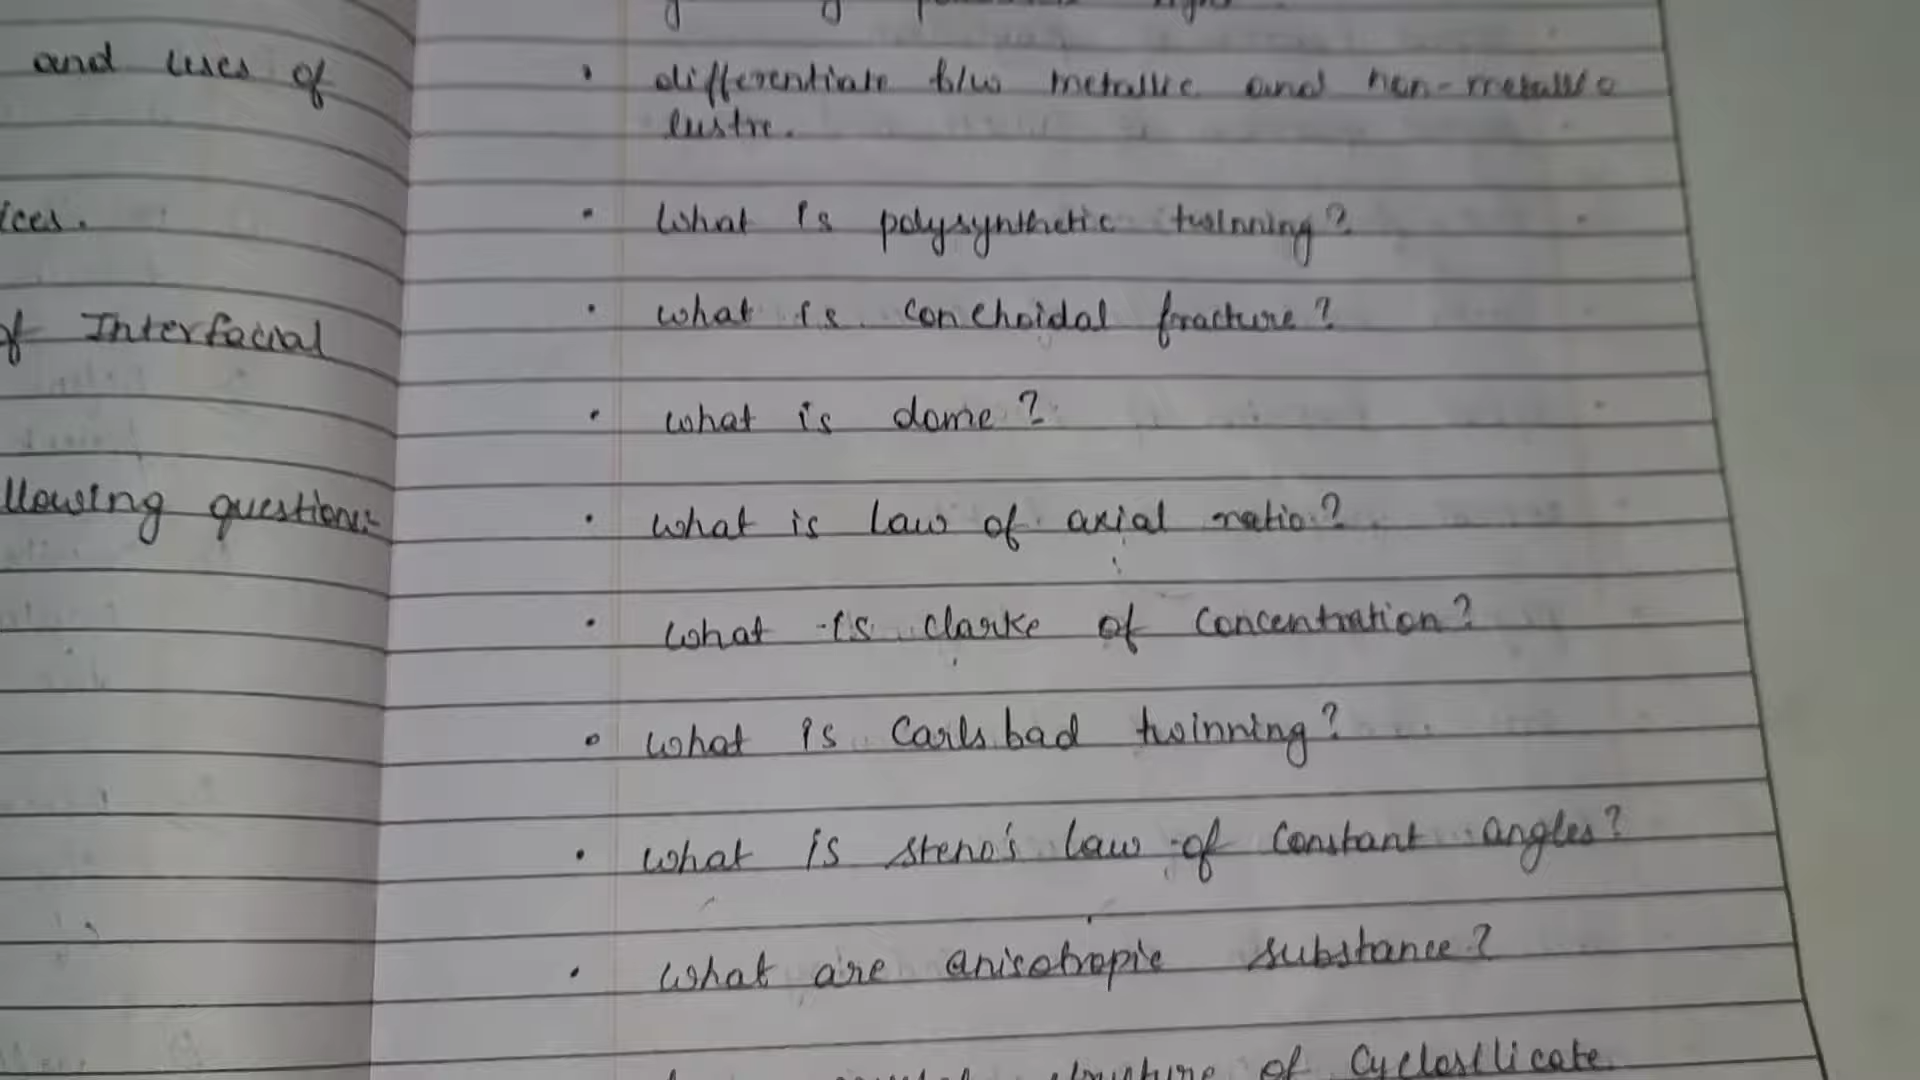 and uses of
ices.
of Interfacial
llowing questions:
• differentiate b/w metallic and non-metallic
lustre.
• What is polysynthetic twinning?
• what is conchoidal fracture?
• what is dome?
• what is law of axial ratio?
• what is clarke of concentration?
• what is Carlsbad twinning?
• what is steno's law of constant angles?
• what are anisotropic substance?
structure of Cyclosilicate.